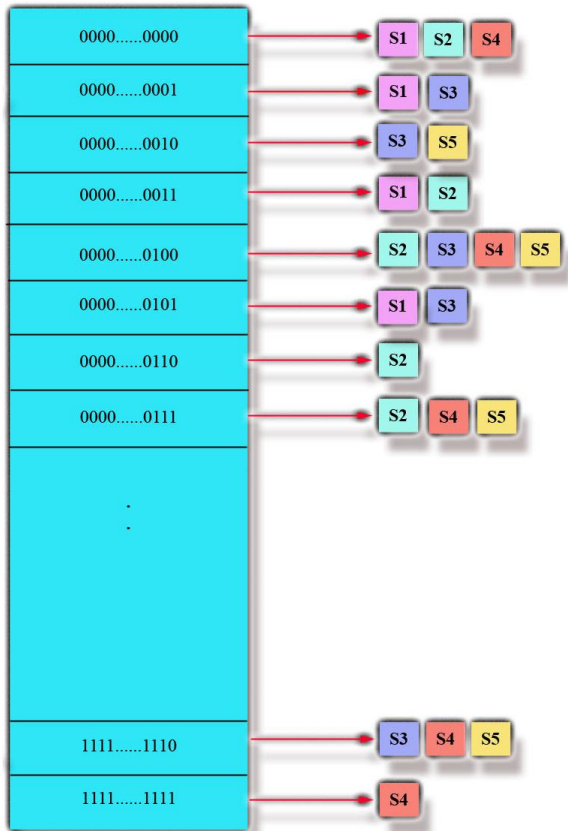 0000......0000 S1 S2 S4
0000......0001 S1 S3
0000......0010 S3 S5
0000......0011 S1 S2
0000......0100 S2 S3 S4 S5
0000......0101 S1 S3
0000......0110 S2
0000......0111 S2 S4 S5
1111......1110 S3 S4 S5
1111......1111 S4